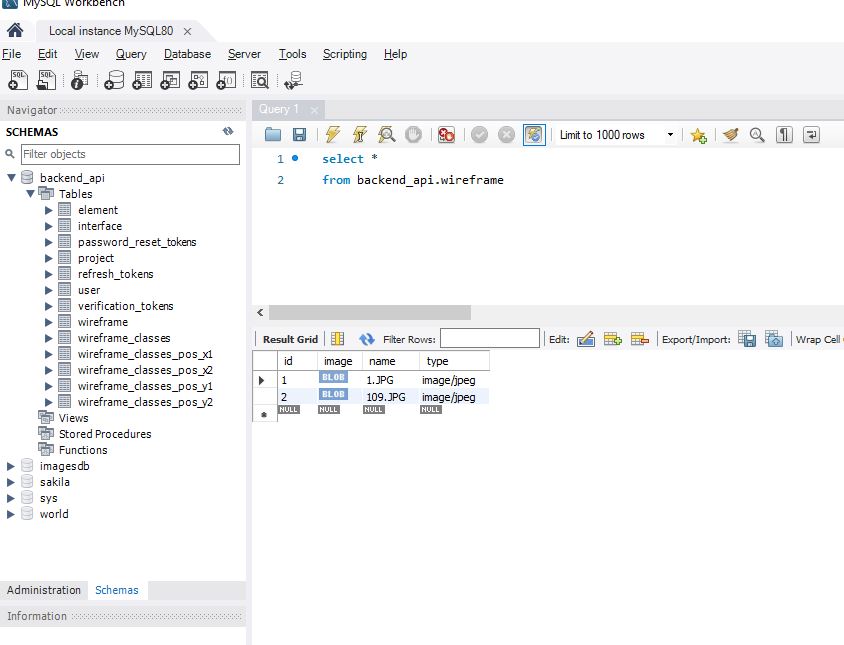 MySQL Workbench
Local instance MySQL80
File Edit View Query Database Server Tools Scripting Help
Navigator
SCHEMAS
Filter objects
backend_api
Tables
element
interface
password_reset_tokens
project
refresh_tokens
user
verification_tokens
wireframe
wireframe_classes
wireframe_classes_pos_x1
wireframe_classes_pos_x2
wireframe_classes_pos_y1
wireframe_classes_pos_y2
Views
Stored Procedures
Functions
imagesdb
sakila
sys
world
Administration Schemas
Information
Query 1
Limit to 1000 rows
1 select *
2 from backend_api.wireframe
Result Grid Filter Rows: Edit: Export/Import: Wrap Cell
id image name type
1 BLOB 1.JPG image/jpeg
2 BLOB 109.JPG image/jpeg
NULL NULL NULL NULL